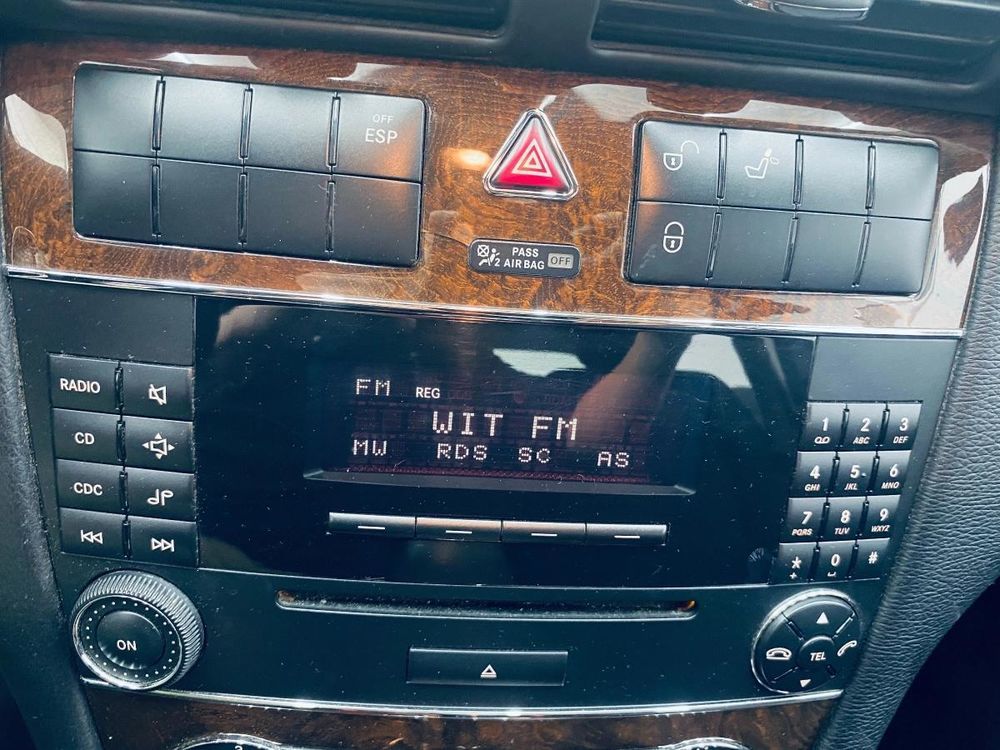 OFF
ESP
PASS
2 AIR BAG OFF
RADIO
CD
CDC
ON
FM REG
WIT FM
MW RDS SC AS
1 2 ABC 3 DEF
4 GHI 5 JKL 6 MNO
7 PQRS 8 TUV 9 WXYZ
* + 0 #
TEL